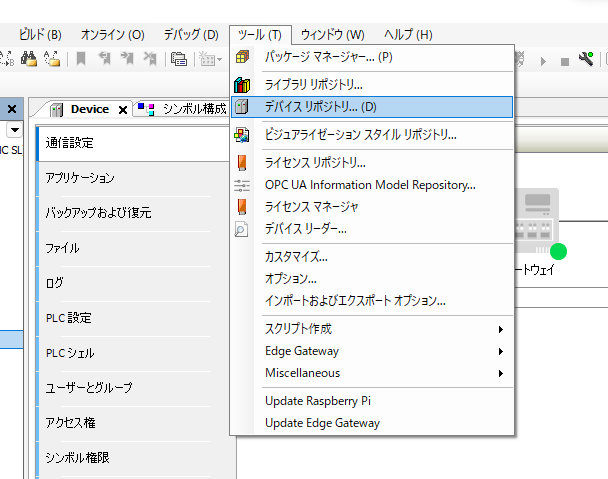 ビルド (B) オンライン (O) デバッグ (D) ツール (T) ウィンドウ (W) ヘルプ (H)
パッケージ マネージャー... (P)
ライブラリ リポジトリ...
Device シンボル構成
デバイス リポジトリ... (D)
ビジュアライゼーション スタイル リポジトリ...
通信設定
IC SL
ライセンス リポジトリ...
アプリケーション
OPC UA Information Model Repository...
ライセンス マネージャ
バックアップおよび復元
デバイス リーダー...
ファイル
カスタマイズ...
ートウェイ
オプション...
ログ
インポートおよびエクスポート オプション...
PLC 設定
スクリプト作成
PLC シェル
Edge Gateway
Miscellaneous
ユーザーとグループ
Update Raspberry Pi
アクセス権
Update Edge Gateway
シンボル権限